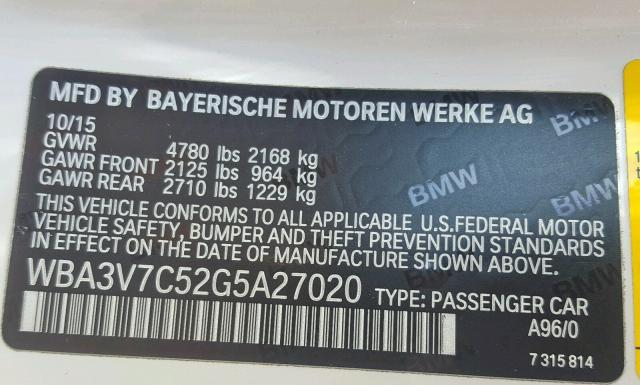 MFD BY BAYERISCHE MOTOREN WERKE AG
10/15
GVWR 4780 lbs 2168 kg
GAWR FRONT 2125 lbs 964 kg
GAWR REAR 2710 lbs 1229 kg
THIS VEHICLE CONFORMS TO ALL APPLICABLE U.S.FEDERAL MOTOR
VEHICLE SAFETY, BUMPER AND THEFT PREVENTION STANDARDS
IN EFFECT ON THE DATE OF MANUFACTURE SHOWN ABOVE.
WBA3V7C52G5A27020 TYPE: PASSENGER CAR
A96/0
7 315 814
BMW
BMW
BMW